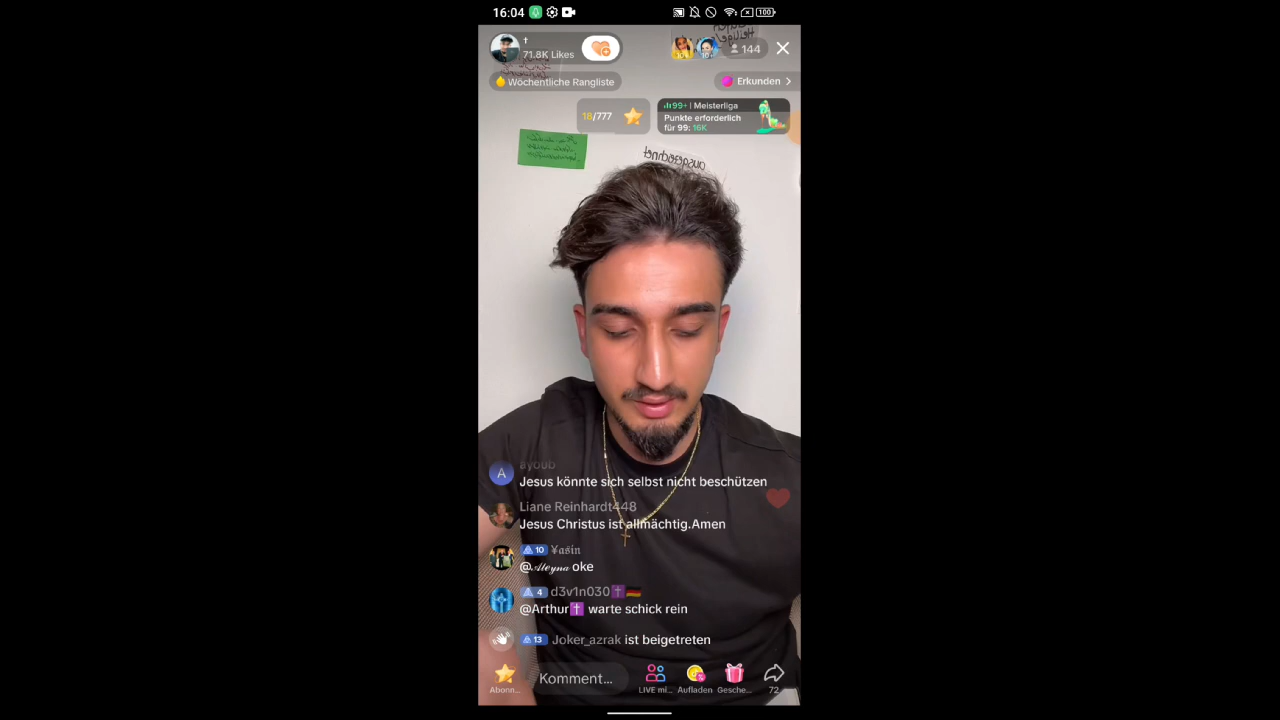 16:04
100
†
71.8K Likes
144
Wöchentliche Rangliste
Erkunden
18/777
99+ | Meisterliga
Punkte erforderlich
für 99: 16K
ausgezeichnet
ayoub
Jesus könnte sich selbst nicht beschützen
Liane Reinhardt448
Jesus Christus ist allmächtig.Amen
10 𝔜𝔞𝔰𝔦𝔫
@𝒜𝓁𝑒𝓎𝓃𝒶 oke
4 d3v1n030✝️🇩🇪
@Arthur✝️ warte schick rein
13 Joker_azrak ist beigetreten
Komment...
Abonn...
LIVE mi...
Aufladen
Gesche...
72